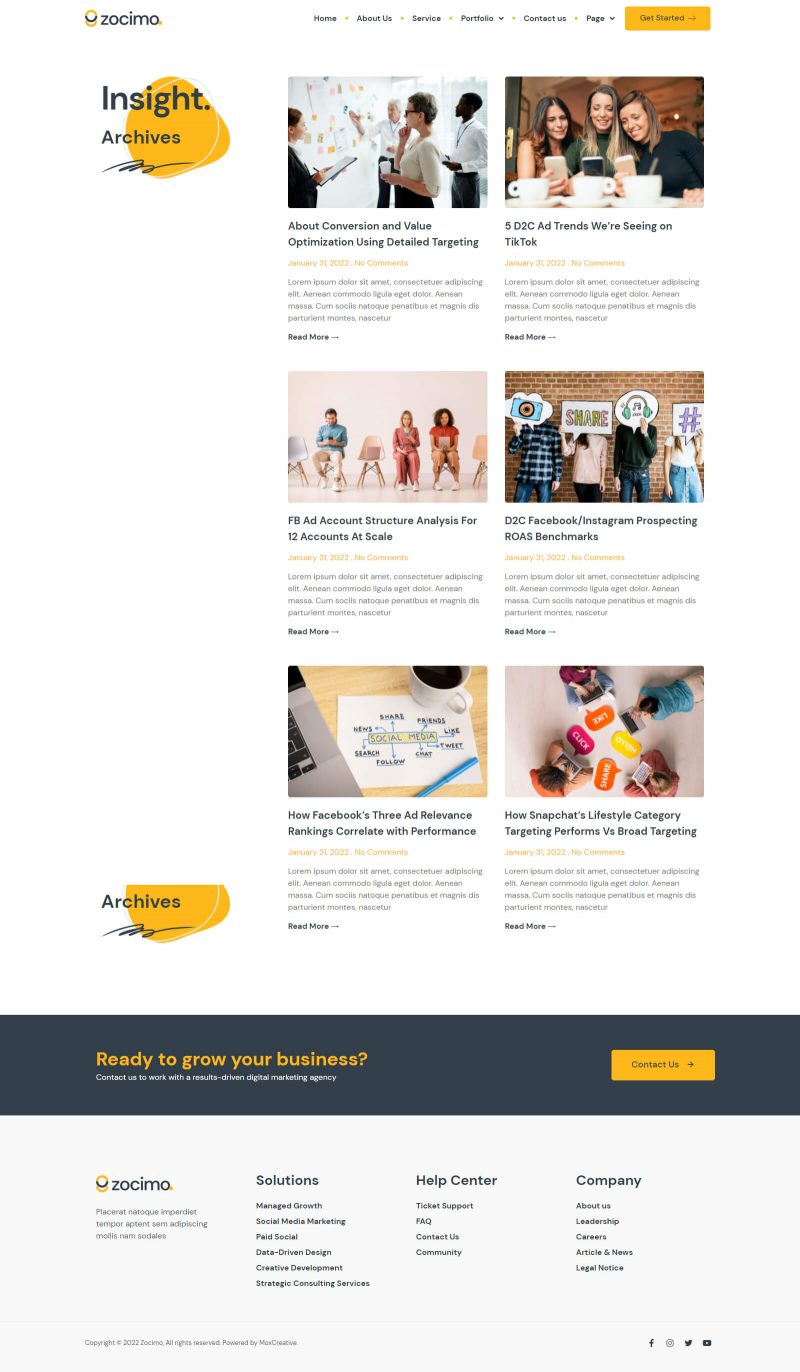 zocimo.
Home
About Us
Service
Portfolio
Contact us
Page
Get Started →
Insight.
Archives
About Conversion and Value
Optimization Using Detailed Targeting
January 31, 2022 . No Comments
Lorem ipsum dolor sit amet, consectetuer adipiscing
elit. Aenean commodo ligula eget dolor. Aenean
massa. Cum sociis natoque penatibus et magnis dis
parturient montes, nascetur
Read More →
5 D2C Ad Trends We're Seeing on
TikTok
January 31, 2022 . No Comments
Lorem ipsum dolor sit amet, consectetuer adipiscing
elit. Aenean commodo ligula eget dolor. Aenean
massa. Cum sociis natoque penatibus et magnis dis
parturient montes, nascetur
Read More →
SHARE
#
FB Ad Account Structure Analysis For
12 Accounts At Scale
January 31, 2022 . No Comments
Lorem ipsum dolor sit amet, consectetuer adipiscing
elit. Aenean commodo ligula eget dolor. Aenean
massa. Cum sociis natoque penatibus et magnis dis
parturient montes, nascetur
Read More →
D2C Facebook/Instagram Prospecting
ROAS Benchmarks
January 31, 2022 . No Comments
Lorem ipsum dolor sit amet, consectetuer adipiscing
elit. Aenean commodo ligula eget dolor. Aenean
massa. Cum sociis natoque penatibus et magnis dis
parturient montes, nascetur
Read More →
SHARE
FRIENDS
NEWS
LIKE
SOCIAL MEDIA
TWEET
SEARCH
CHAT
FOLLOW
LIKE
CLICK
HELLO
SHARE
How Facebook's Three Ad Relevance
Rankings Correlate with Performance
January 31, 2022 . No Comments
Lorem ipsum dolor sit amet, consectetuer adipiscing
elit. Aenean commodo ligula eget dolor. Aenean
massa. Cum sociis natoque penatibus et magnis dis
parturient montes, nascetur
Read More →
How Snapchat's Lifestyle Category
Targeting Performs Vs Broad Targeting
January 31, 2022 . No Comments
Lorem ipsum dolor sit amet, consectetuer adipiscing
elit. Aenean commodo ligula eget dolor. Aenean
massa. Cum sociis natoque penatibus et magnis dis
parturient montes, nascetur
Read More →
Archives
Ready to grow your business?
Contact us to work with a results-driven digital marketing agency
Contact Us →
zocimo.
Placerat natoque imperdiet
tempor aptent sem adipiscing
mollis nam sodales
Solutions
Managed Growth
Social Media Marketing
Paid Social
Data-Driven Design
Creative Development
Strategic Consulting Services
Help Center
Ticket Support
FAQ
Contact Us
Community
Company
About us
Leadership
Careers
Article & News
Legal Notice
Copyright © 2022 Zocimo, All rights reserved. Powered by MoxCreative.